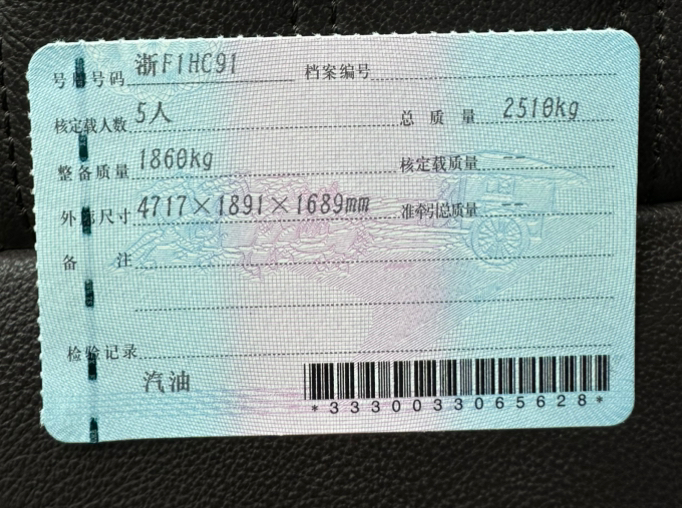 号牌号码 浙F1HC91 档案编号
核定载人数 5人 总质量 2510kg
整备质量 1860kg 核定载质量 --
外形尺寸 4717×1891×1689mm 准牵引总质量 --
备注
检验记录
汽油
*3330033065628*